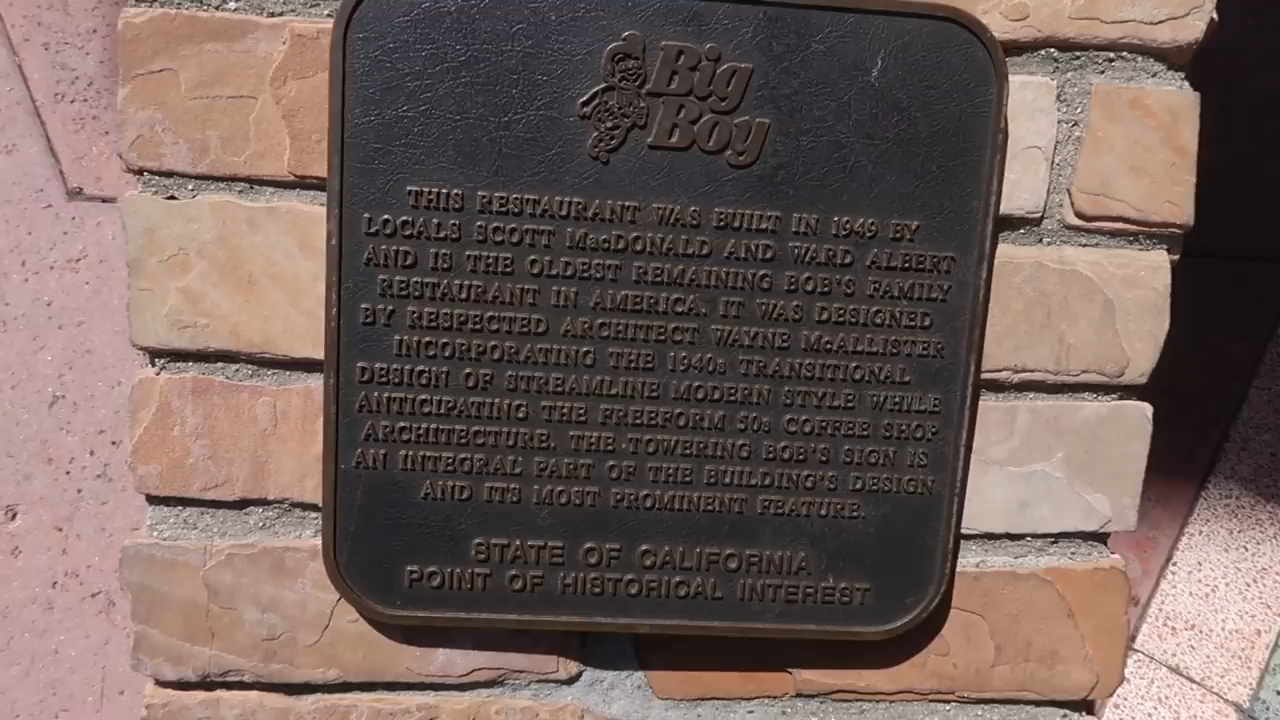 Big
Boy
THIS RESTAURANT WAS BUILT IN 1949 BY
LOCALS SCOTT MacDONALD AND WARD ALBERT
AND IS THE OLDEST REMAINING BOB'S FAMILY
RESTAURANT IN AMERICA. IT WAS DESIGNED
BY RESPECTED ARCHITECT WAYNE McALLISTER
INCORPORATING THE 1940s TRANSITIONAL
DESIGN OF STREAMLINE MODERN STYLE WHILE
ANTICIPATING THE FREEFORM 50s COFFEE SHOP
ARCHITECTURE. THE TOWERING BOB'S SIGN IS
AN INTEGRAL PART OF THE BUILDING'S DESIGN
AND ITS MOST PROMINENT FEATURE.
STATE OF CALIFORNIA
POINT OF HISTORICAL INTEREST